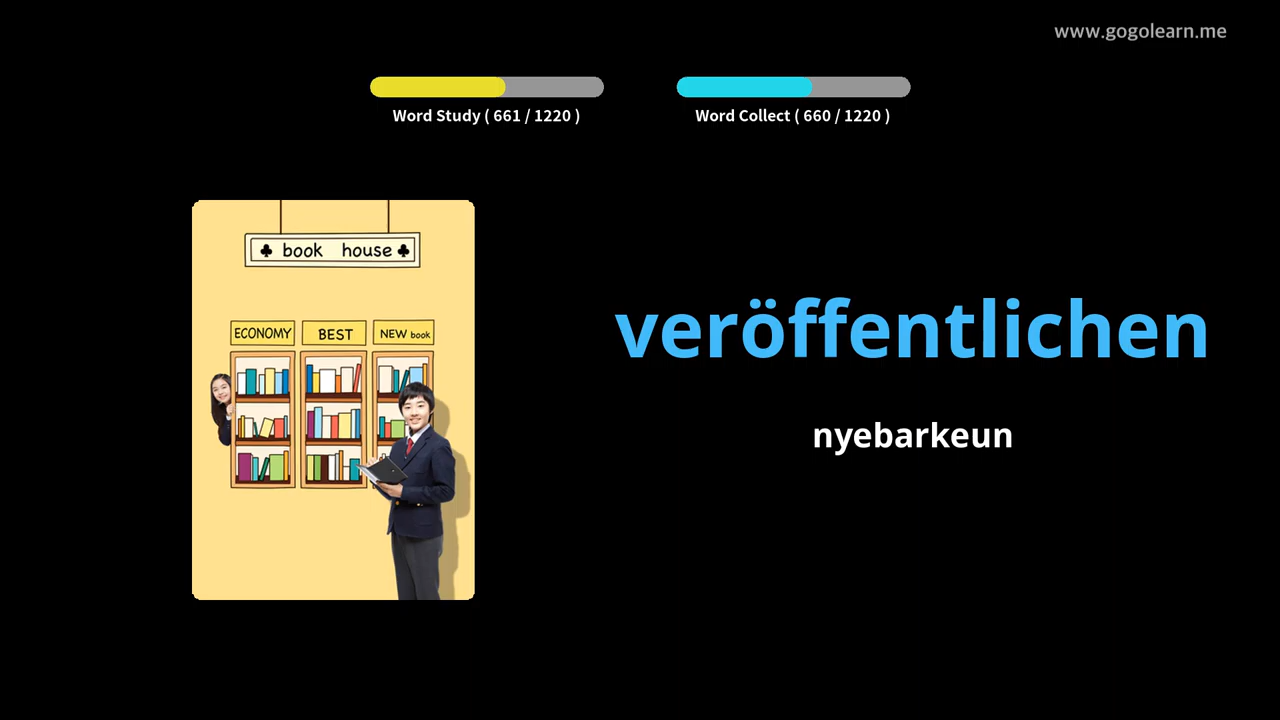 www.gogolearn.me
Word Study ( 661 / 1220 )
Word Collect ( 660 / 1220 )
♣ book house ♣
ECONOMY
BEST
NEW book
veröffentlichen
nyebarkeun